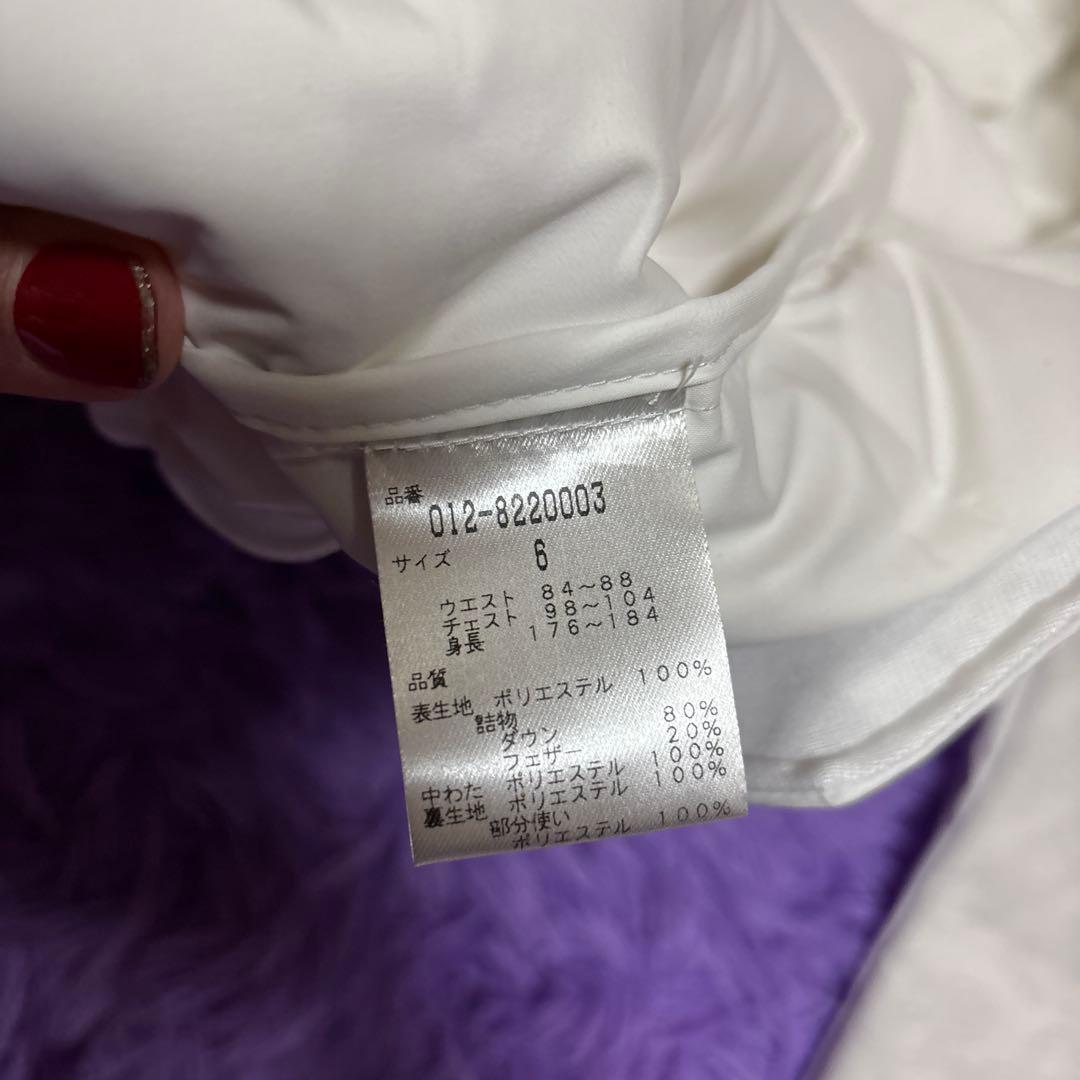 品番
012-8220003
サイズ 6
ウエスト 84～88
チェスト 98～104
身長 176～184
品質
表生地 ポリエステル 100%
詰物
ダウン 80%
フェザー 20%
中わた ポリエステル 100%
裏生地 ポリエステル 100%
部分使い
ポリエステル 100%